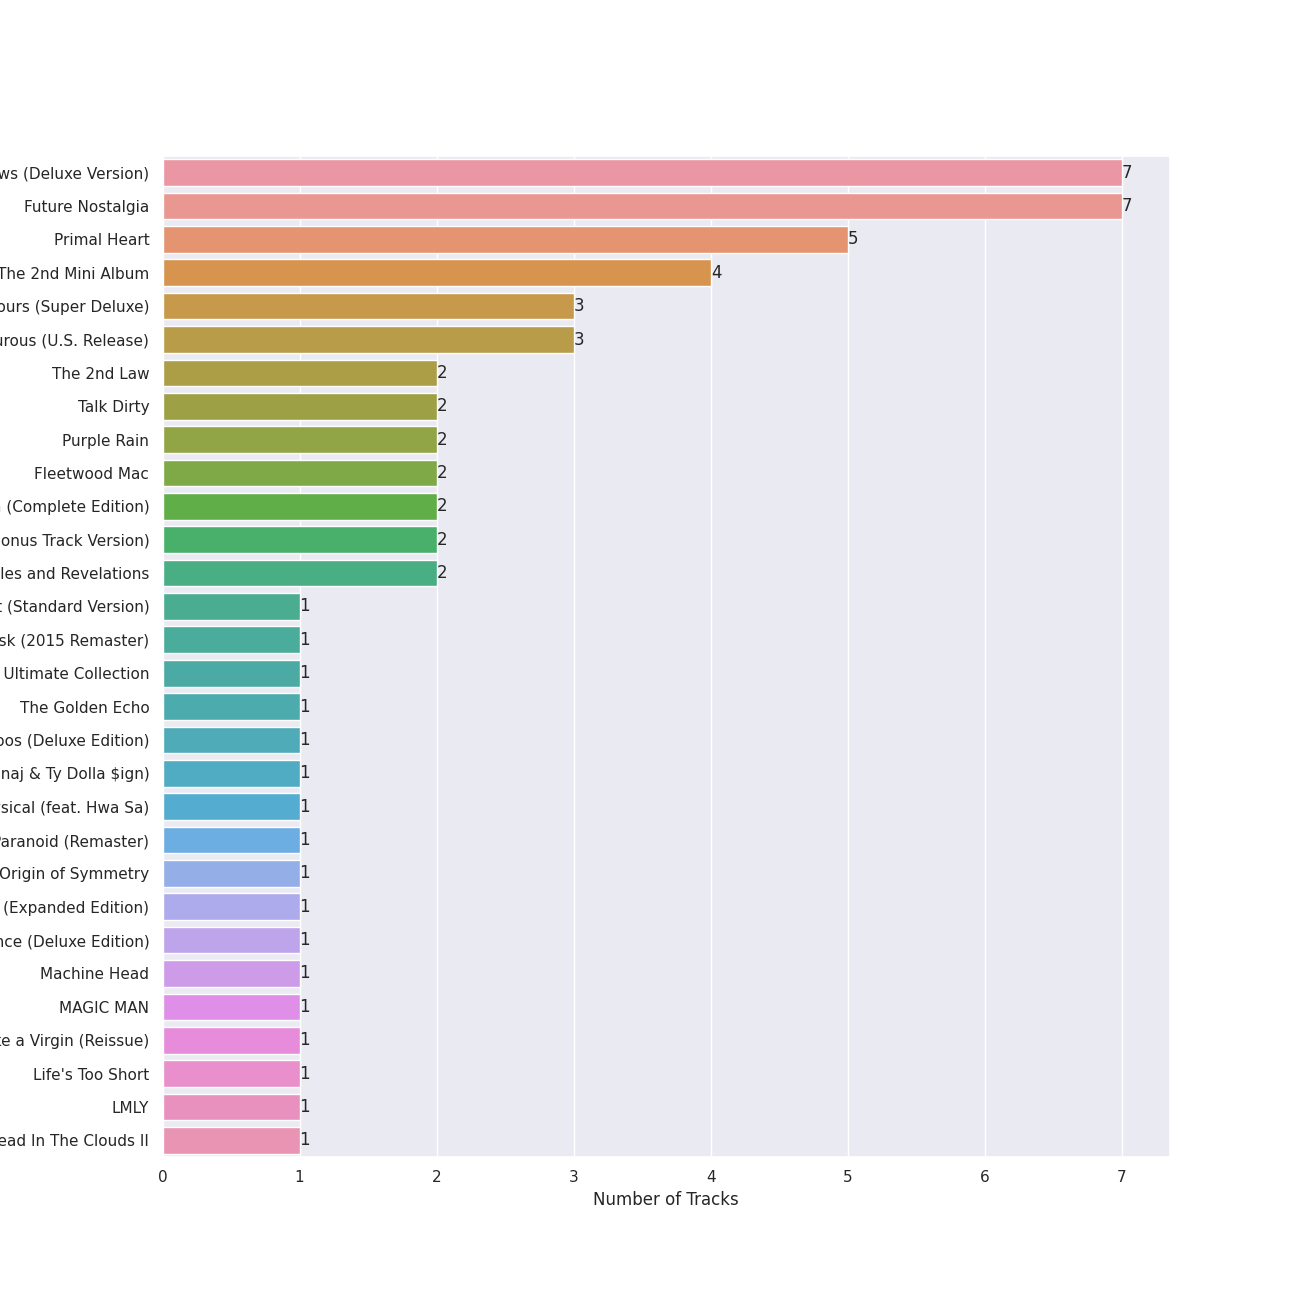 ws (Deluxe Version) 7
Future Nostalgia 7
Primal Heart 5
The 2nd Mini Album 4
ours (Super Deluxe) 3
urous (U.S. Release) 3
The 2nd Law 2
Talk Dirty 2
Purple Rain 2
Fleetwood Mac 2
(Complete Edition) 2
onus Track Version) 2
les and Revelations 2
t (Standard Version) 1
sk (2015 Remaster) 1
Ultimate Collection 1
The Golden Echo 1
oos (Deluxe Edition) 1
naj & Ty Dolla $ign) 1
sical (feat. Hwa Sa) 1
Paranoid (Remaster) 1
Origin of Symmetry 1
(Expanded Edition) 1
nce (Deluxe Edition) 1
Machine Head 1
MAGIC MAN 1
ke a Virgin (Reissue) 1
Life's Too Short 1
LMLY 1
ead In The Clouds II 1
0 1 2 3 4 5 6 7
Number of Tracks